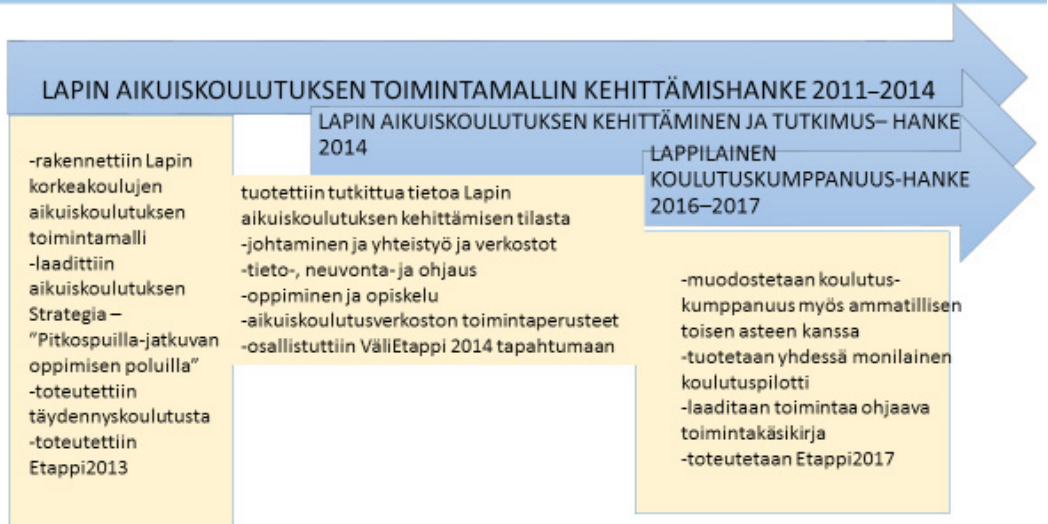 LAPIN AIKUISKOULUTUKSEN TOIMINTAMALLIN KEHITTÄMISHANKE 2011–2014
LAPIN AIKUISKOULUTUKSEN KEHITTÄMINEN JA TUTKIMUS– HANKE
2014
LAPPILAINEN
KOULUTUSKUMPPANUUS-HANKE
2016–2017
-rakennettiin Lapin
korkeakoulujen
aikuiskoulutuksen
toimintamalli
-laadittiin
aikuiskoulutuksen
Strategia –
”Pitkospuilla-jatkuvan
oppimisen poluilla”
-toteutettiin
täydennyskoulutusta
-toteutettiin
Etappi2013
tuotettiin tutkittua tietoa Lapin
aikuiskoulutuksen kehittämisen tilasta
-johtaminen ja yhteistyö ja verkostot
-tieto-, neuvonta- ja ohjaus
-oppiminen ja opiskelu
-aikuiskoulutusverkoston toimintaperusteet
-osallistuttiin VäliEtappi 2014 tapahtumaan
-muodostetaan koulutus-
kumppanuus myös ammatillisen
toisen asteen kanssa
-tuotetaan yhdessä monilainen
koulutuspilotti
-laaditaan toimintaa ohjaava
toimintakäsikirja
-toteutetaan Etappi2017